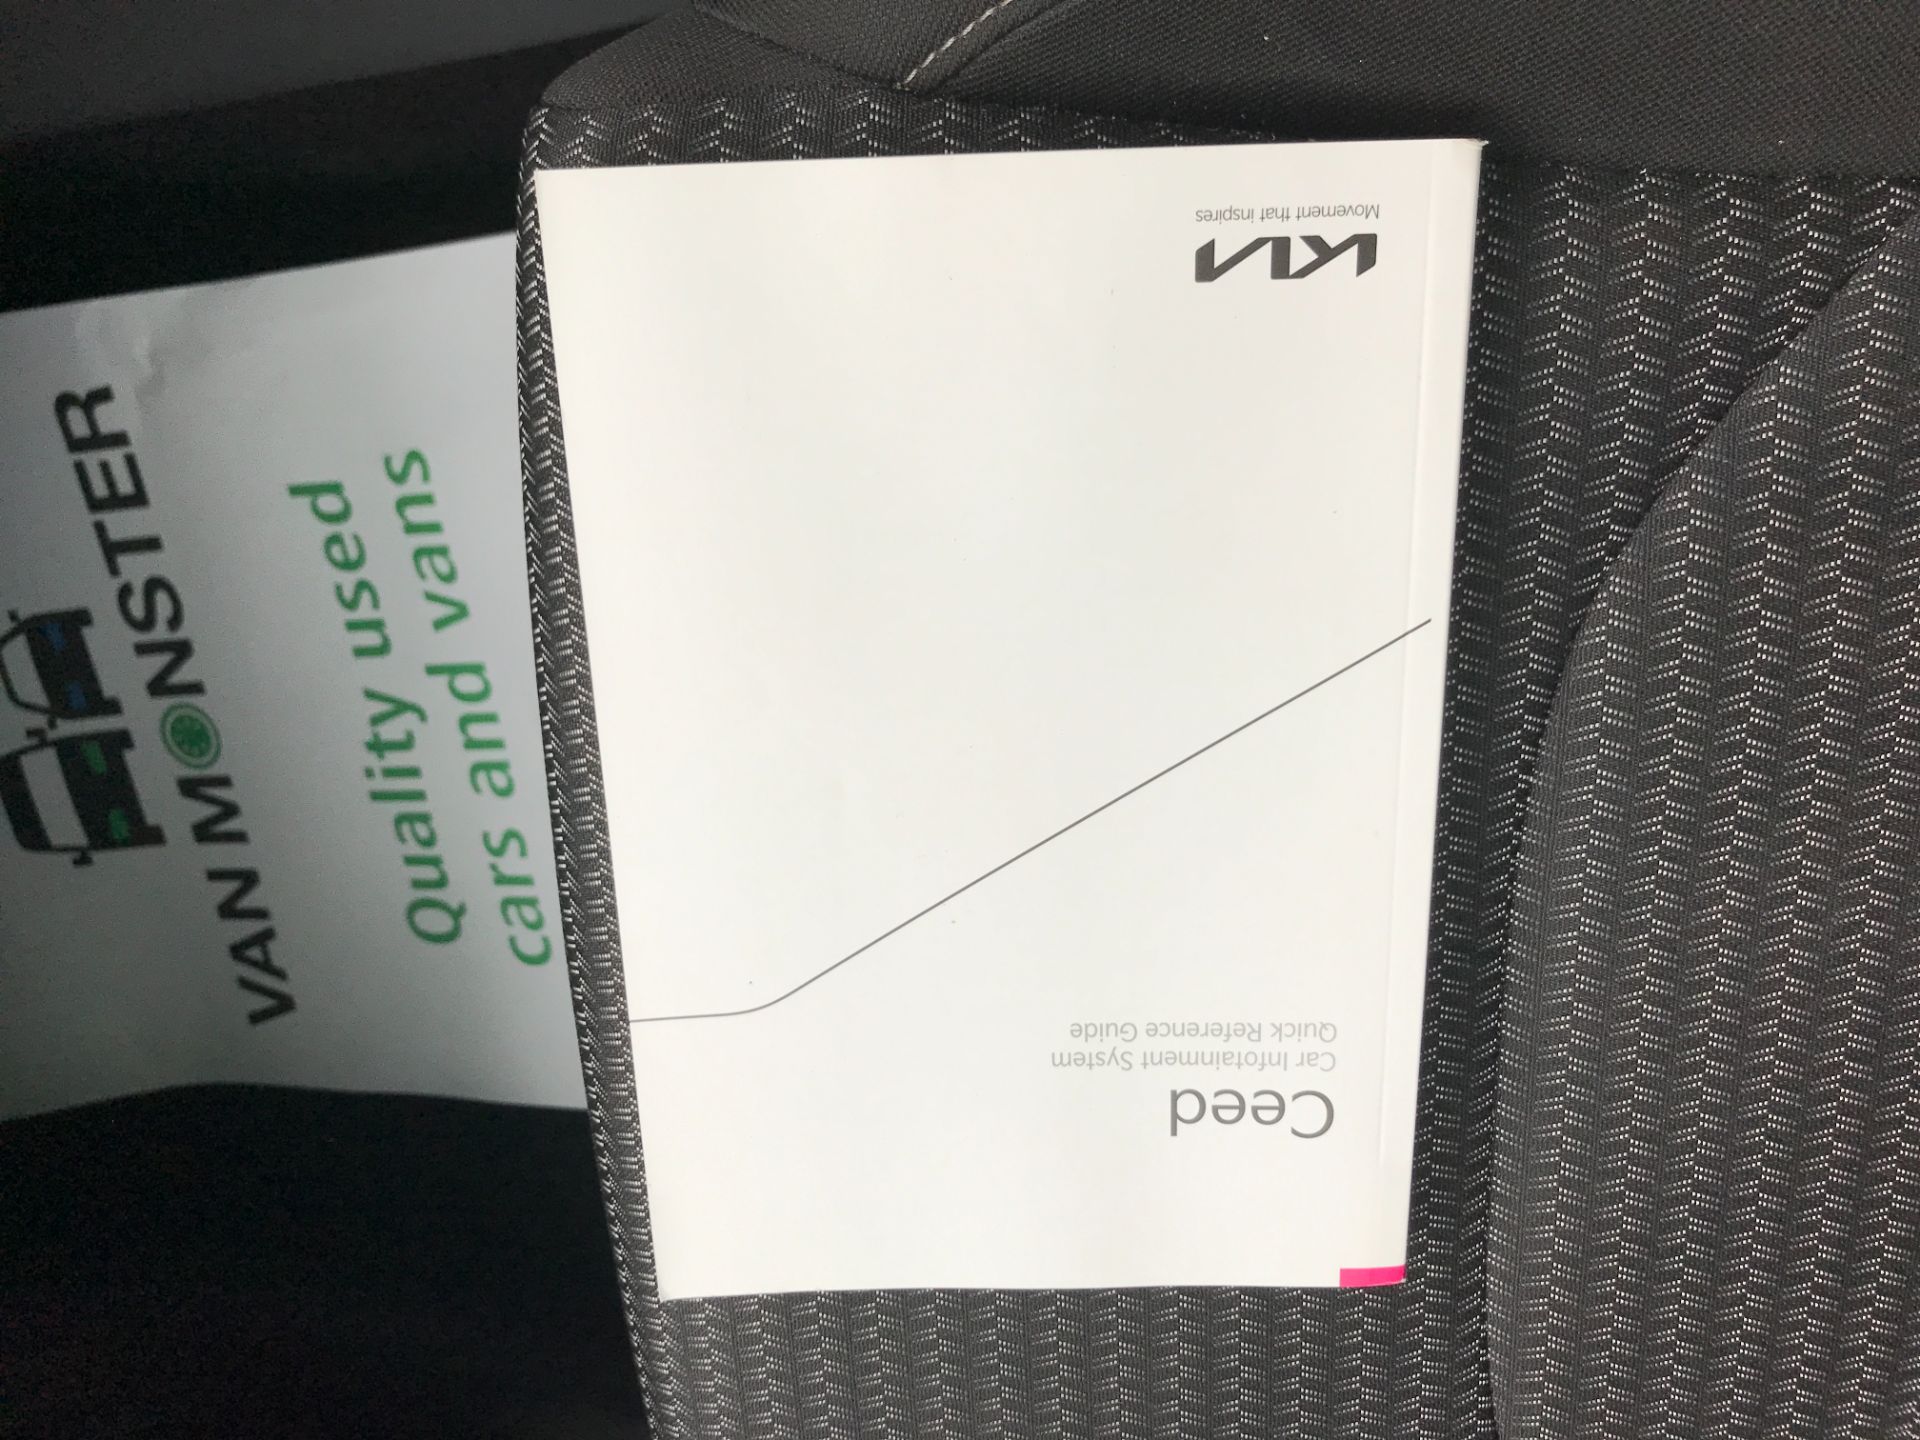 Ceed
Car Infotainment System
Quick Reference Guide
KIA
Movement that inspires
VAN MONSTER
Quality used
cars and vans